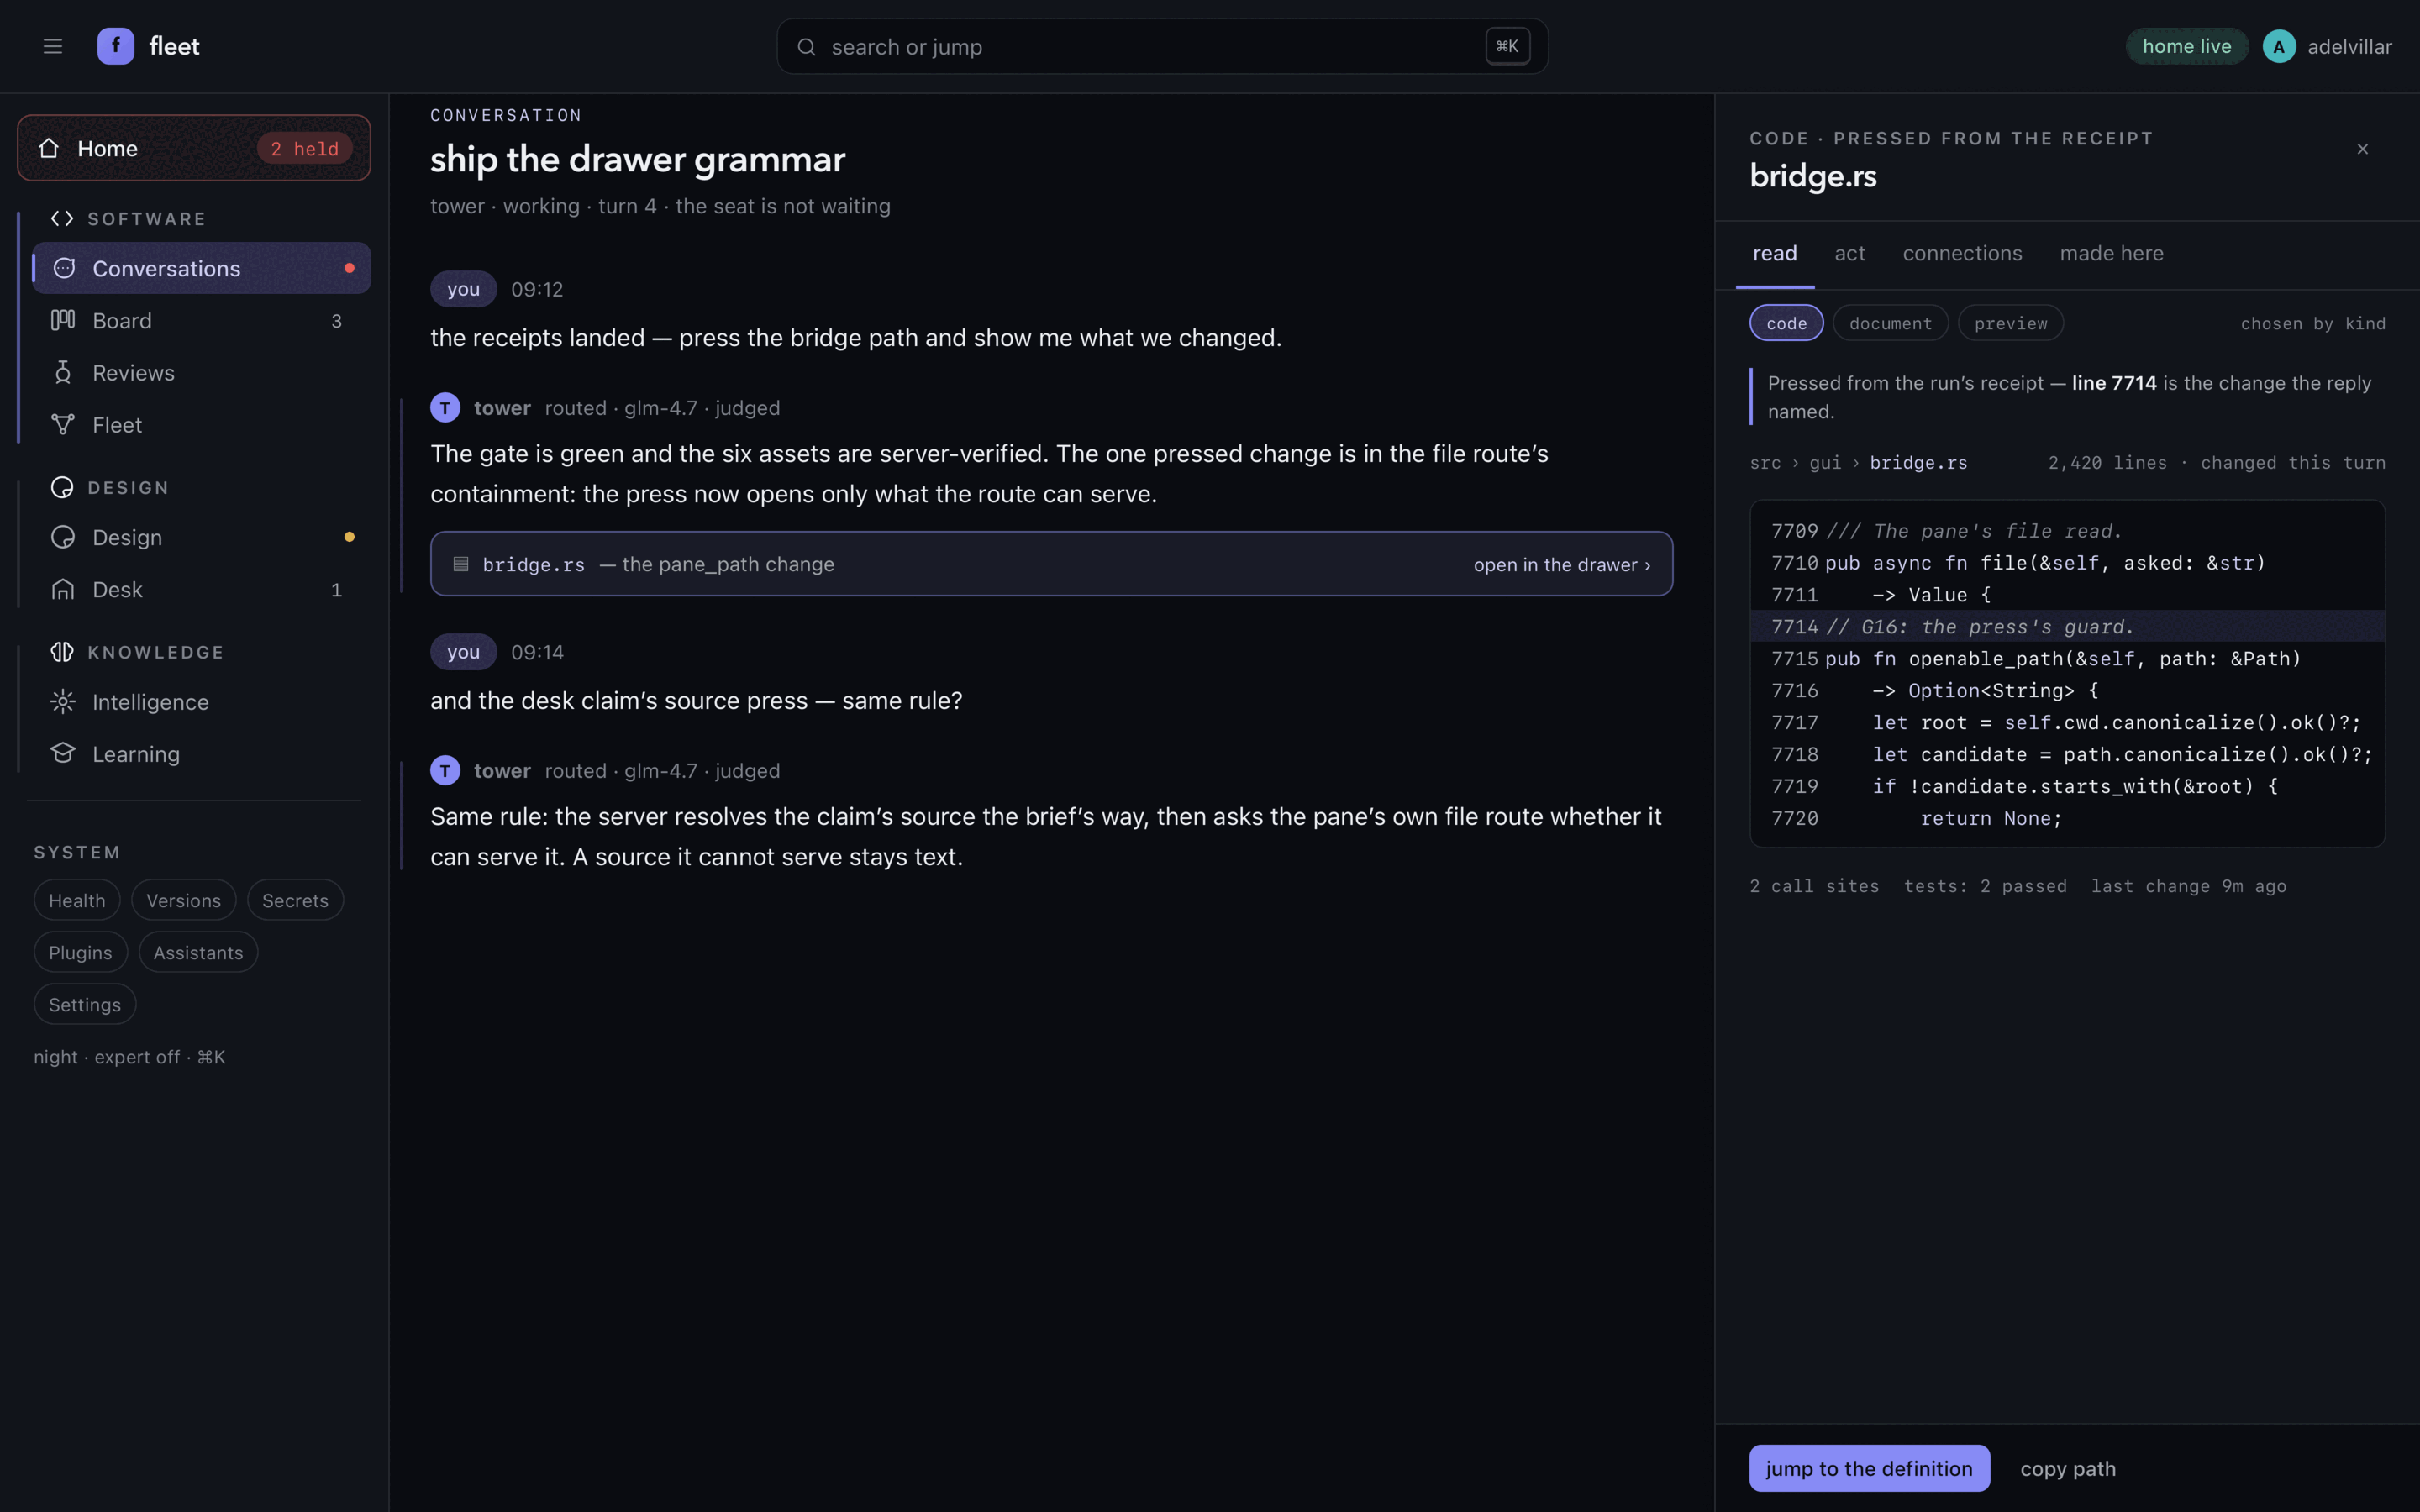 f fleet
search or jump ⌘K
home live A adelvillar
Home 2 held
SOFTWARE
Conversations
Board 3
Reviews
Fleet
DESIGN
Design
Desk 1
KNOWLEDGE
Intelligence
Learning
SYSTEM
Health Versions Secrets
Plugins Assistants
Settings
night · expert off · ⌘K
CONVERSATION
ship the drawer grammar
tower · working · turn 4 · the seat is not waiting
you 09:12
the receipts landed — press the bridge path and show me what we changed.
T tower routed · glm-4.7 · judged
The gate is green and the six assets are server-verified. The one pressed change is in the file route’s
containment: the press now opens only what the route can serve.
bridge.rs — the pane_path change open in the drawer ›
you 09:14
and the desk claim’s source press — same rule?
T tower routed · glm-4.7 · judged
Same rule: the server resolves the claim’s source the brief’s way, then asks the pane’s own file route whether it
can serve it. A source it cannot serve stays text.
CODE · PRESSED FROM THE RECEIPT
bridge.rs ×
read act connections made here
code document preview chosen by kind
Pressed from the run’s receipt — line 7714 is the change the reply
named.
src › gui › bridge.rs 2,420 lines · changed this turn
7709 /// The pane's file read.
7710 pub async fn file(&self, asked: &str)
7711     -> Value {
7714 // G16: the press's guard.
7715 pub fn openable_path(&self, path: &Path)
7716     -> Option<String> {
7717     let root = self.cwd.canonicalize().ok()?;
7718     let candidate = path.canonicalize().ok()?;
7719     if !candidate.starts_with(&root) {
7720         return None;
2 call sites tests: 2 passed last change 9m ago
jump to the definition copy path